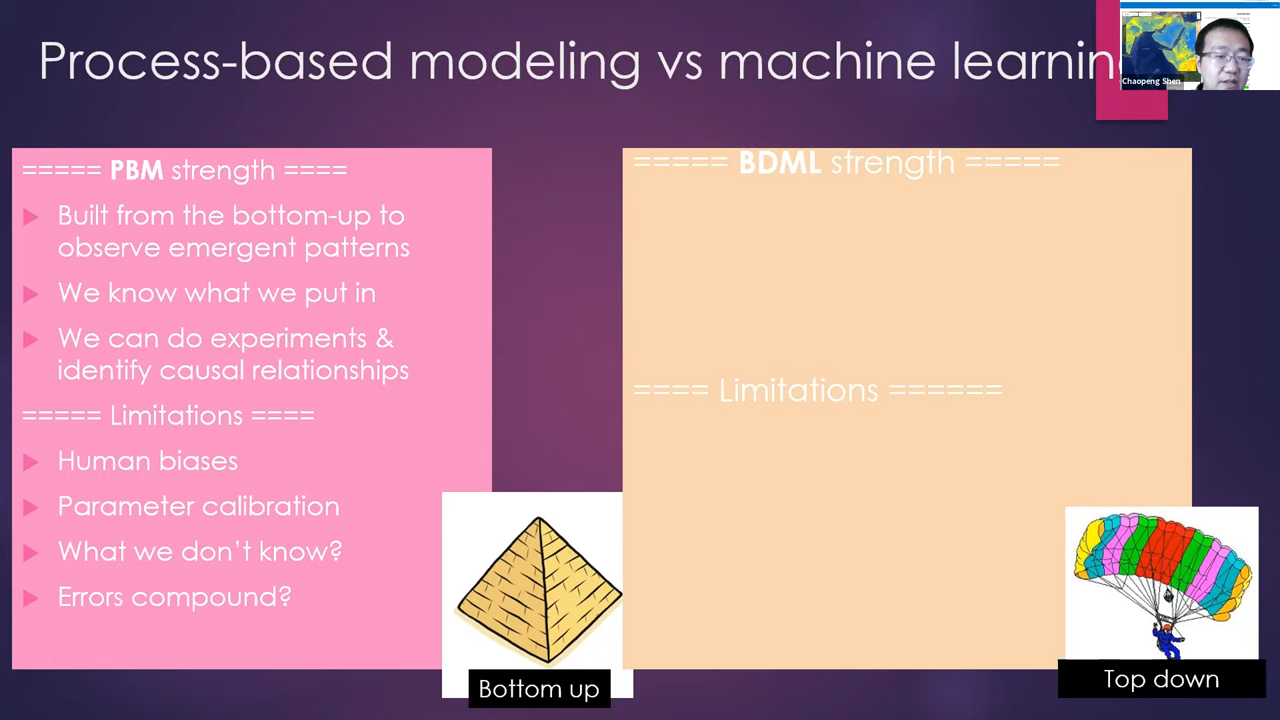 Process-based modeling vs machine learning
Chaopeng Shen
===== PBM strength ====
Built from the bottom-up to
observe emergent patterns
We know what we put in
We can do experiments &
identify causal relationships
===== Limitations ====
Human biases
Parameter calibration
What we don't know?
Errors compound?
Bottom up
===== BDML strength =====
==== Limitations ======
Top down